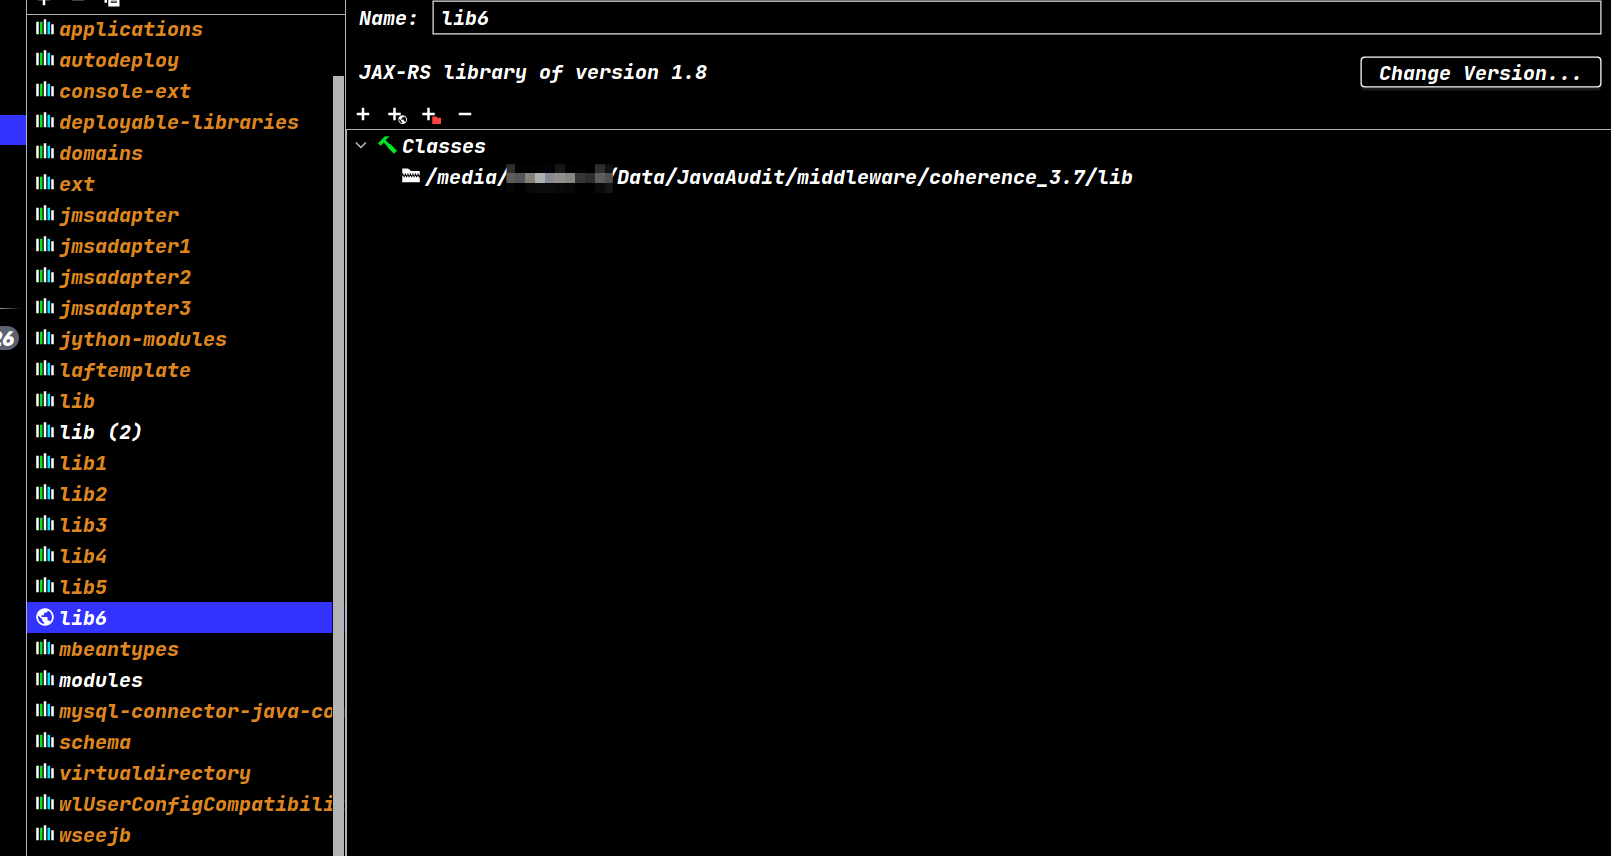 applications
autodeploy
console-ext
deployable-libraries
domains
ext
jmsadapter
jmsadapter1
jmsadapter2
jmsadapter3
jython-modules
26
laftemplate
lib
lib (2)
lib1
lib2
lib3
lib4
lib5
lib6
mbeantypes
modules
mysql-connector-java-co
schema
virtualdirectory
wlUserConfigCompatibili
wseejb
Name: lib6
JAX-RS library of version 1.8
Change Version...
Classes
/media/ /Data/JavaAudit/middleware/coherence_3.7/lib